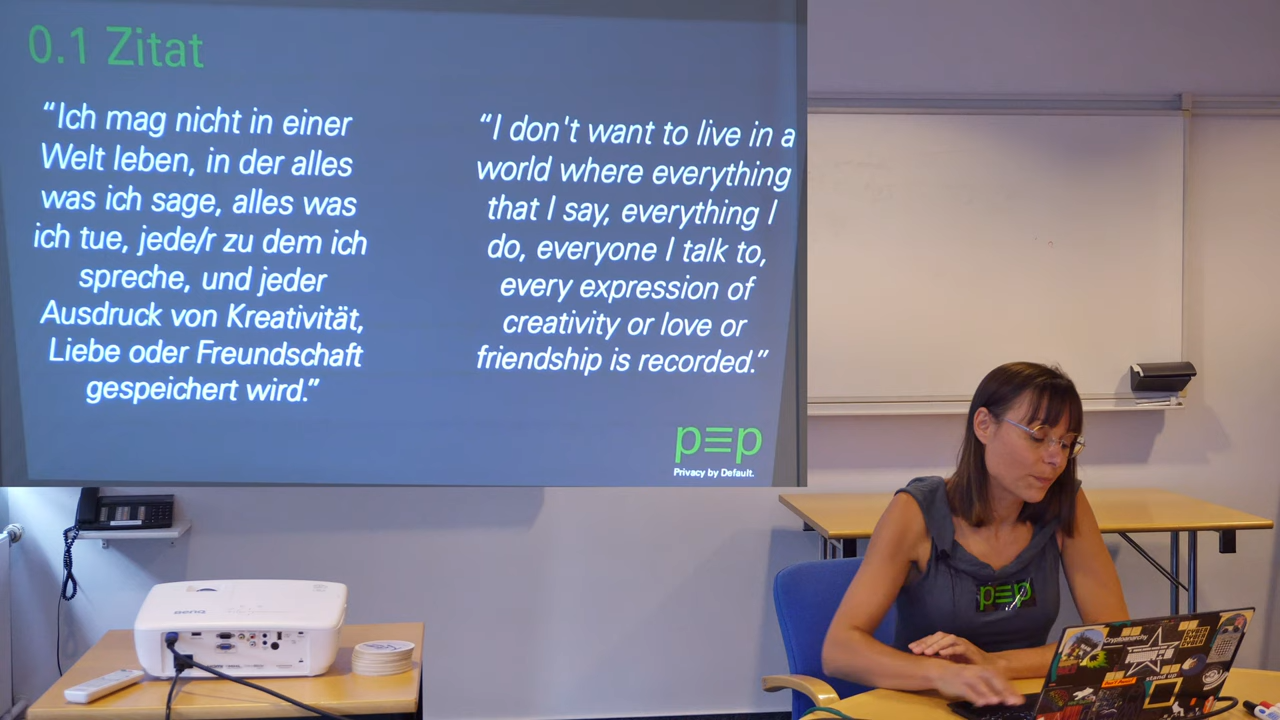 0.1 Zitat
“Ich mag nicht in einer
Welt leben, in der alles
was ich sage, alles was
ich tue, jede/r zu dem ich
spreche, und jeder
Ausdruck von Kreativität,
Liebe oder Freundschaft
gespeichert wird.”
“I don't want to live in a
world where everything
that I say, everything I
do, everyone I talk to,
every expression of
creativity or love or
friendship is recorded.”
p≡p
Privacy by Default.
BenQ
p≡p
Cryptoanarchy
stand up